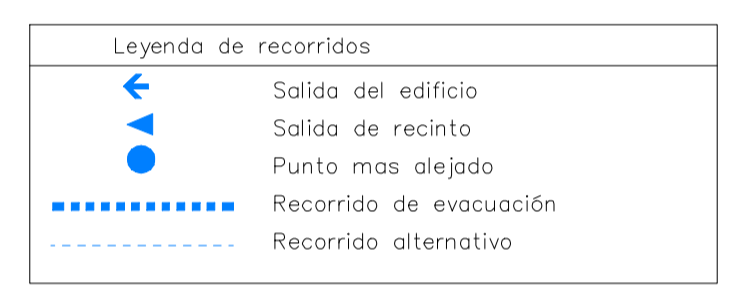 Leyenda de recorridos
Salida del edificio
Salida de recinto
Punto mas alejado
Recorrido de evacuación
Recorrido alternativo